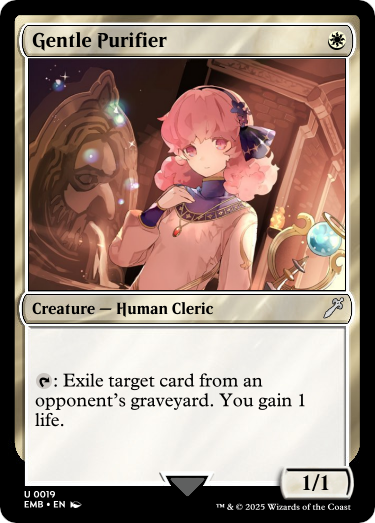 Gentle Purifier
Creature — Human Cleric
: Exile target card from an
opponent's graveyard. You gain 1
life.
1/1
U 0019
EMB • EN
™ & © 2025 Wizards of the Coast